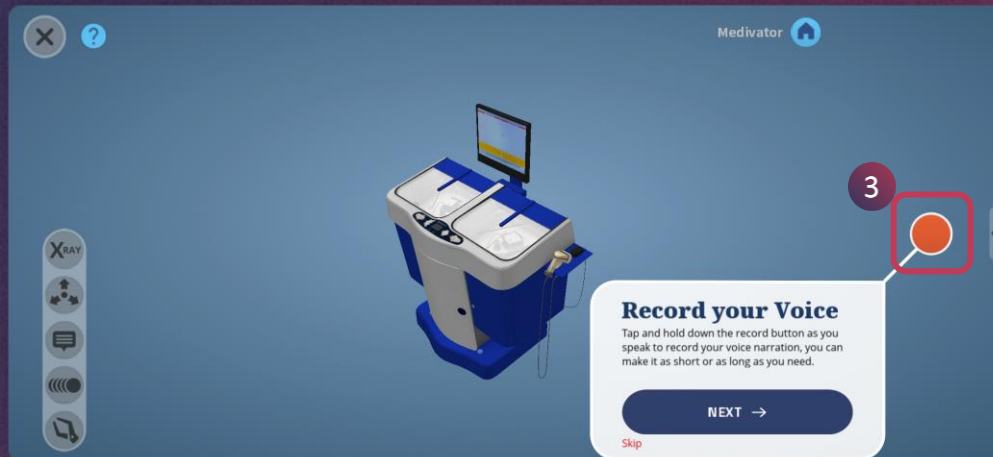 ?
Medivator
3
XRAY
Record your Voice
Tap and hold down the record button as you
speak to record your voice narration, you can
make it as short or as long as you need.
NEXT →
Skip